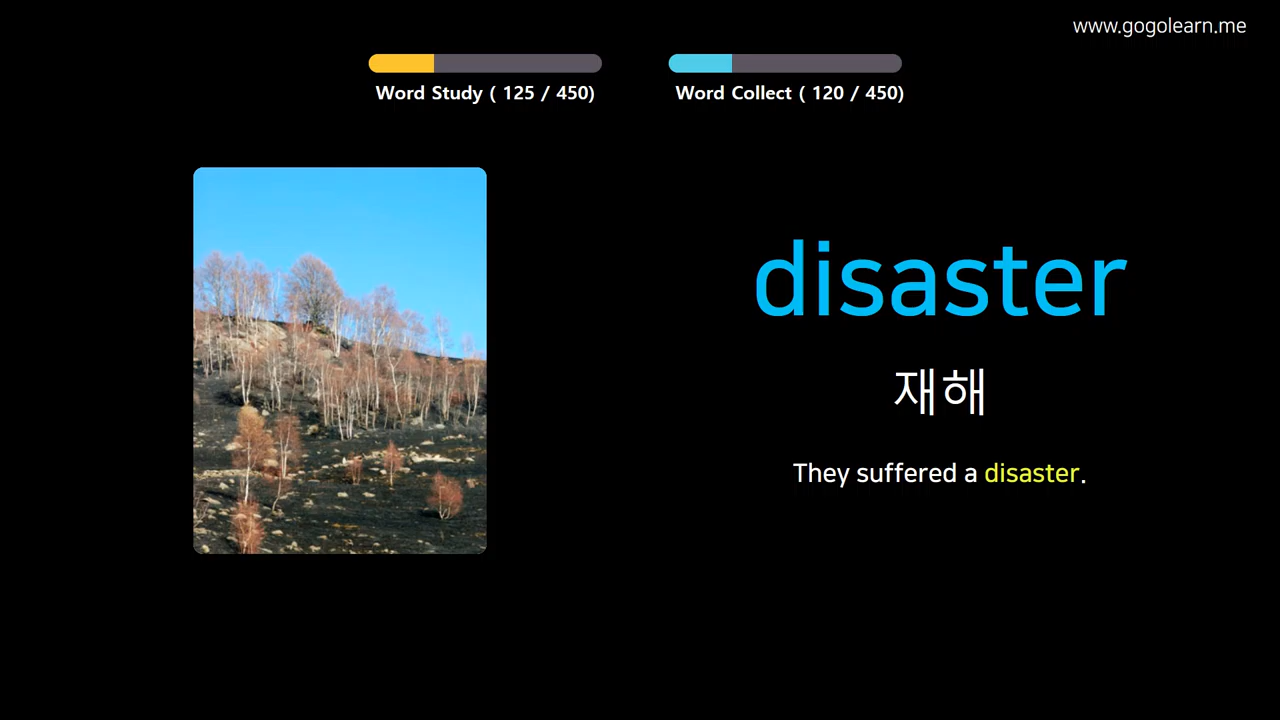 www.gogolearn.me
Word Study ( 125 / 450)
Word Collect ( 120 / 450)
disaster
재해
They suffered a disaster.